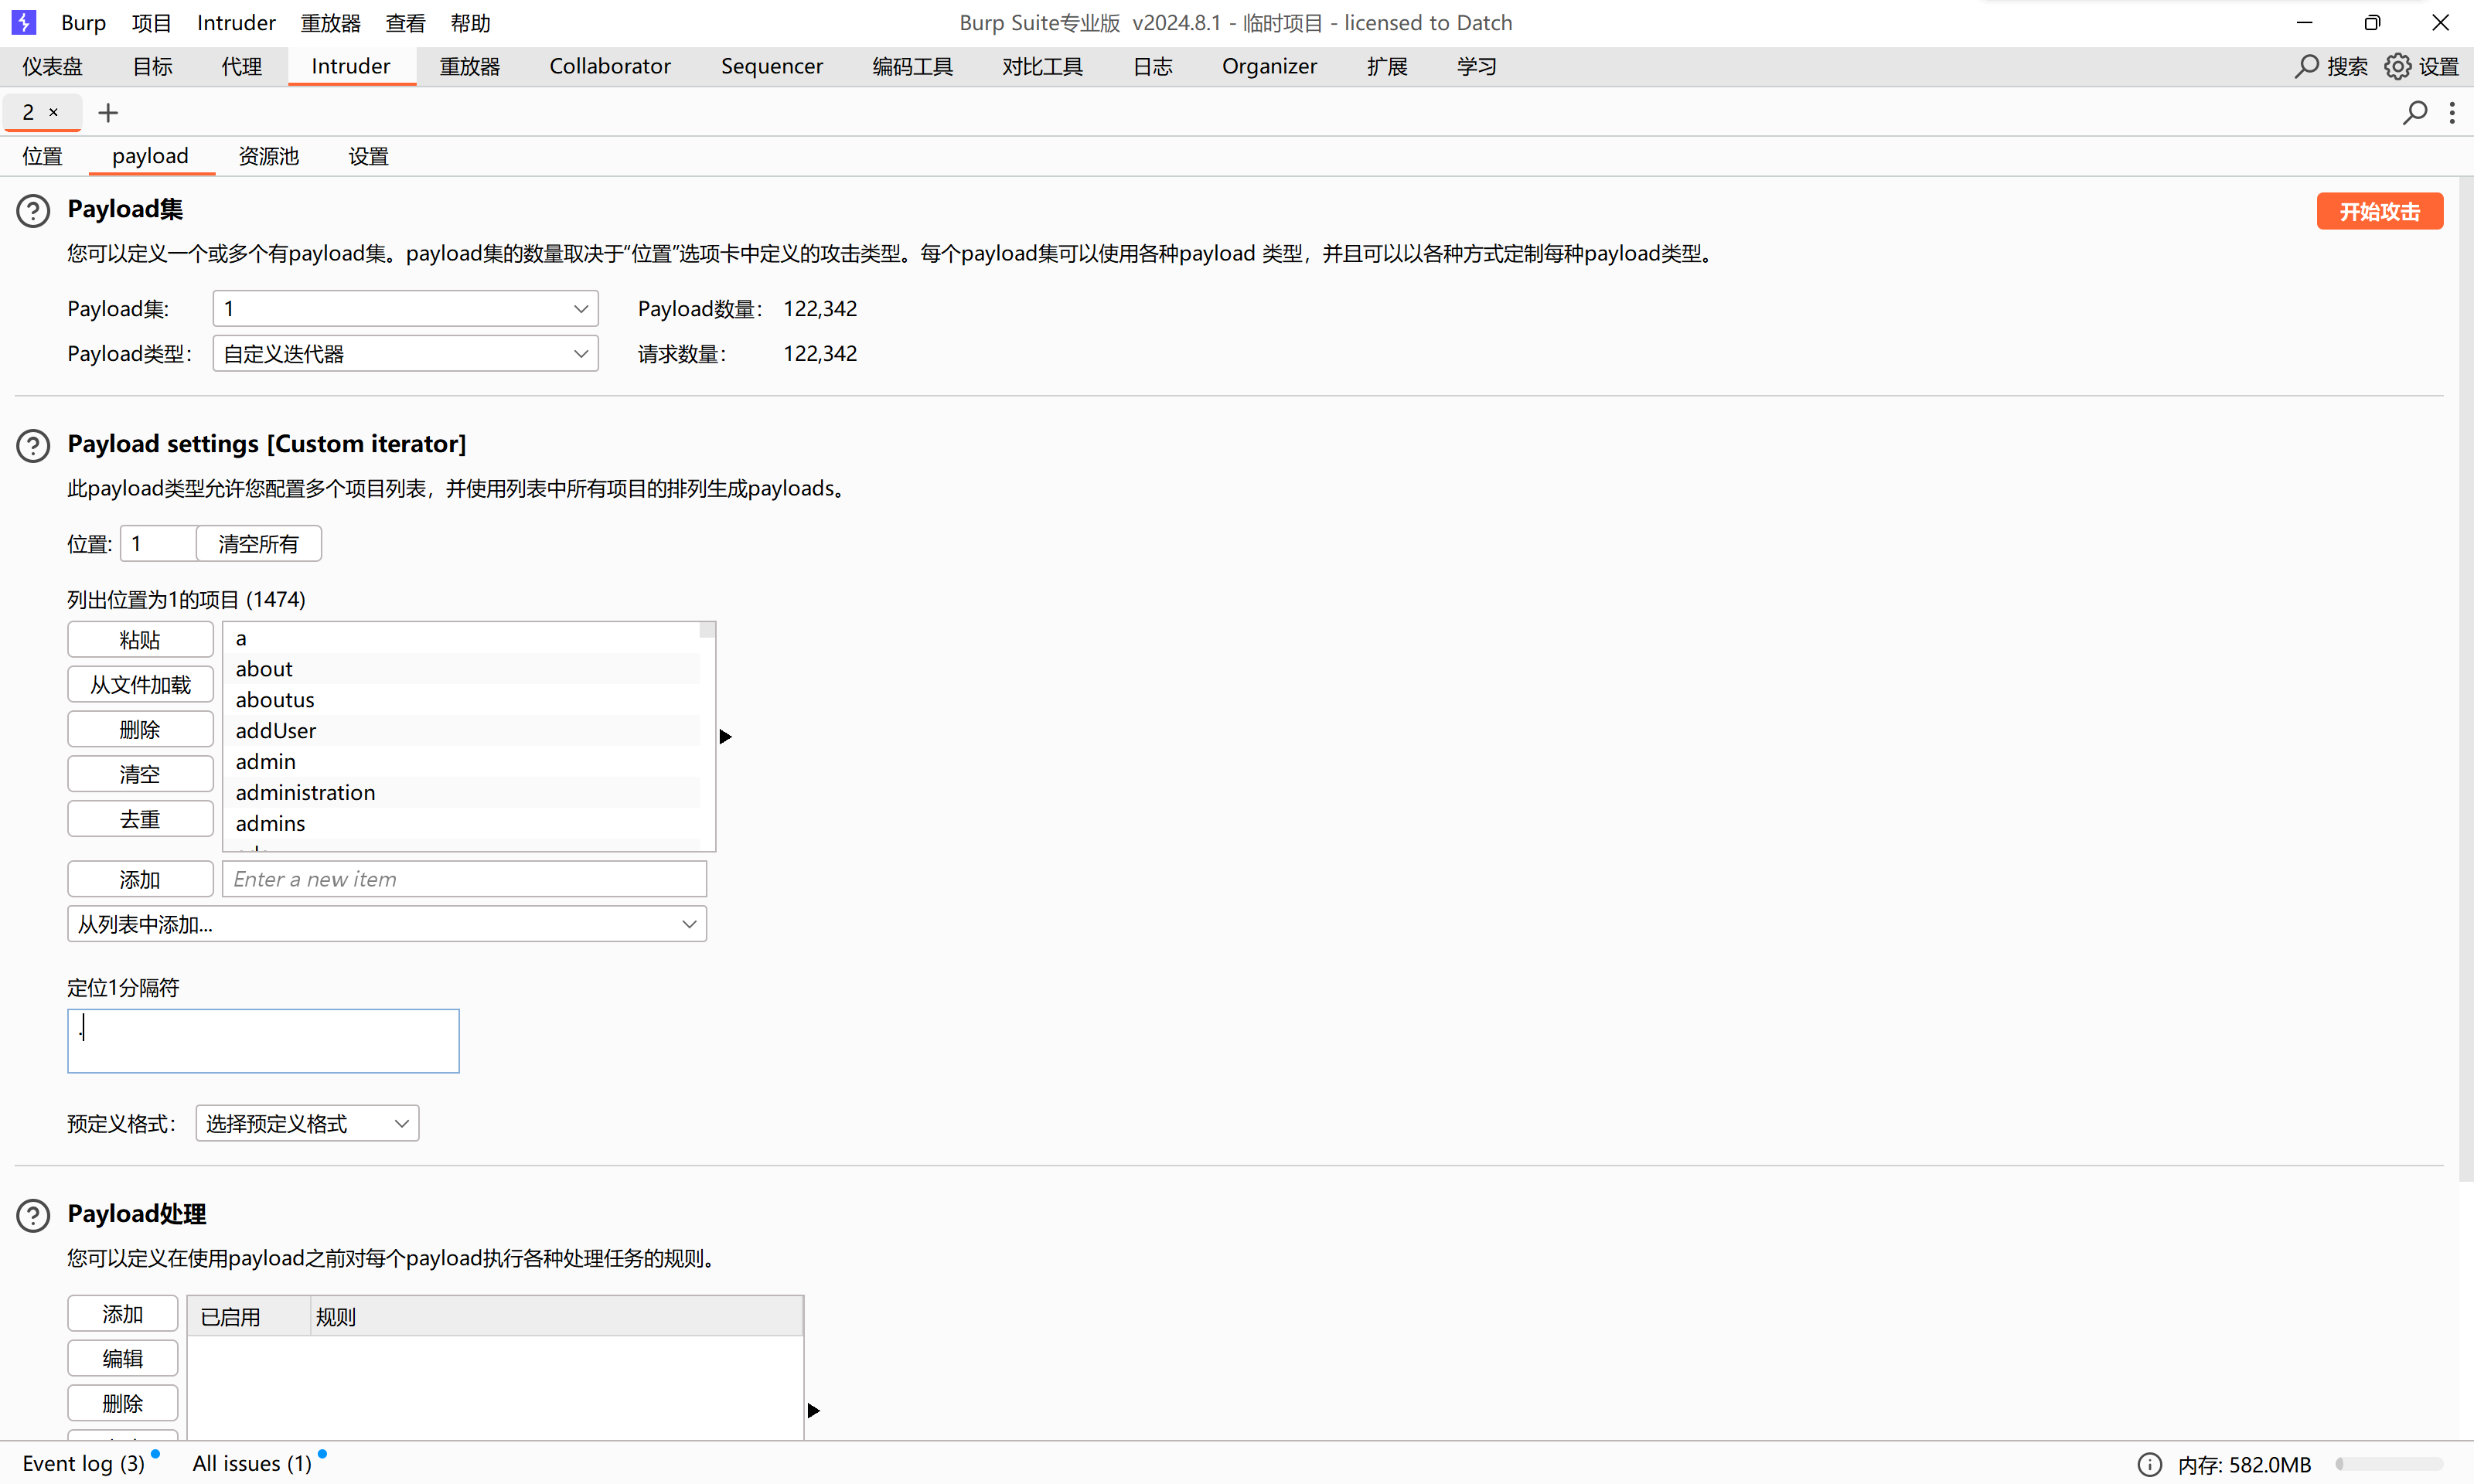 Burp 项目 Intruder 重放器 查看 帮助 Burp Suite专业版 v2024.8.1 - 临时项目 - licensed to Datch
仪表盘 目标 代理 Intruder 重放器 Collaborator Sequencer 编码工具 对比工具 日志 Organizer 扩展 学习 搜索 设置
2 × +
位置 payload 资源池 设置
Payload集 开始攻击
您可以定义一个或多个有payload集。payload集的数量取决于“位置”选项卡中定义的攻击类型。每个payload集可以使用各种payload 类型，并且可以以各种方式定制每种payload类型。
Payload集: 1 Payload数量： 122,342
Payload类型： 自定义迭代器 请求数量： 122,342
Payload settings [Custom iterator]
此payload类型允许您配置多个项目列表，并使用列表中所有项目的排列生成payloads。
位置: 1 清空所有
列出位置为1的项目 (1474)
粘贴 a
从文件加载 about
aboutus
删除 addUser
清空 admin
administration
去重 admins
添加 Enter a new item
从列表中添加...
定位1分隔符
.
预定义格式： 选择预定义格式
Payload处理
您可以定义在使用payload之前对每个payload执行各种处理任务的规则。
添加 已启用 规则
编辑
删除
Event log (3) All issues (1) 内存: 582.0MB